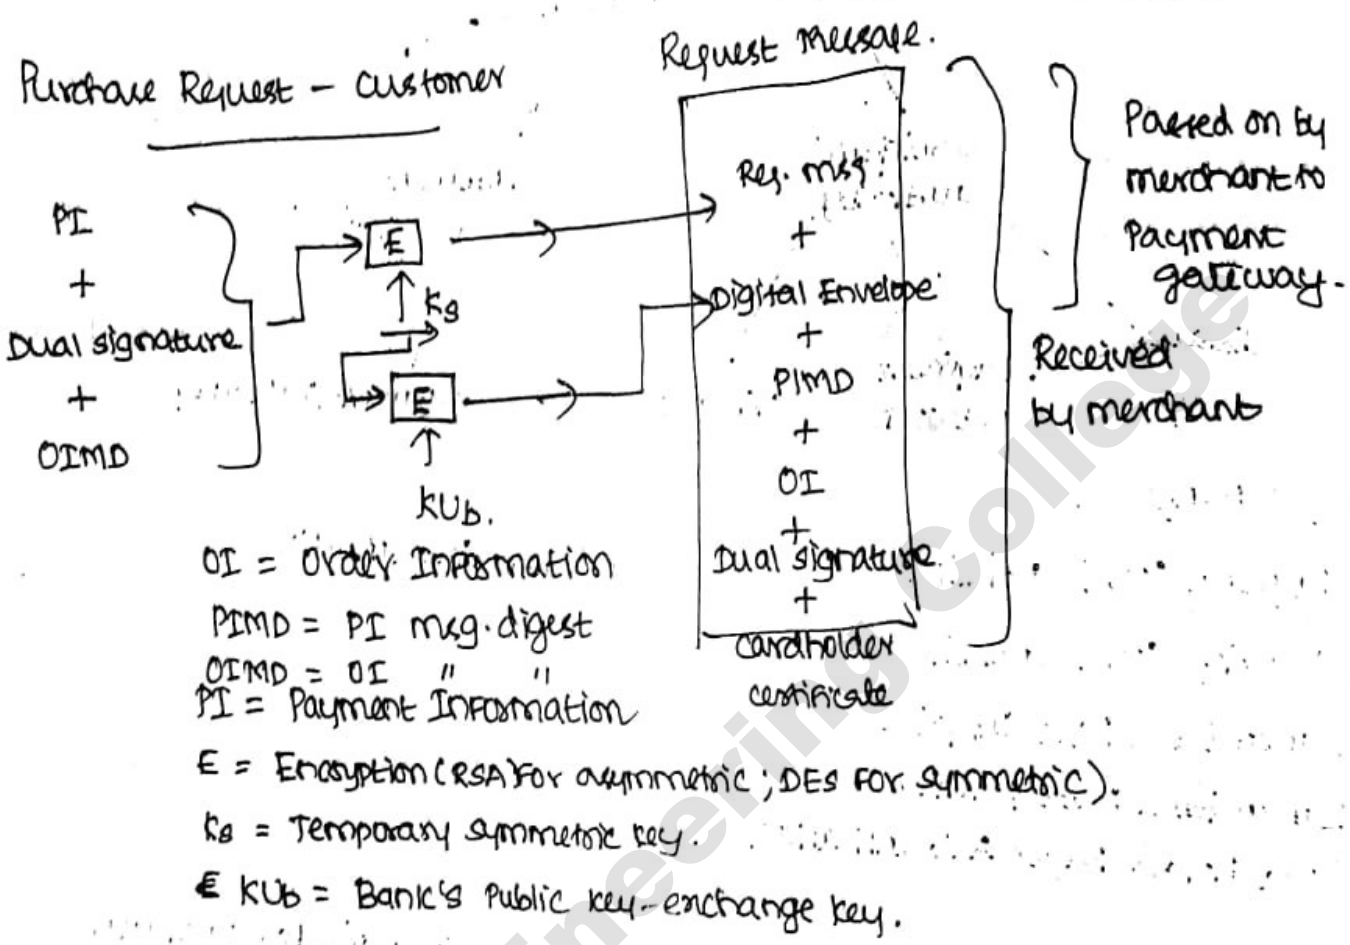 Purchase Request - Customer
Request Message.
PI
+
Dual signature
+
OIMD
E
Ks
E
KUb.
Req. msg
+
Digital Envelope
+
PIMD
+
OI
+
Dual signature
+
cardholder
certificate
Passed on by
merchant to
Payment
gateway.
Received
by merchant
OI = Order Information
PIMD = PI msg. digest
OIMD = OI " "
PI = Payment Information
E = Encryption (RSA for asymmetric ; DES for symmetric).
Ks = Temporary symmetric key.
E KUb = Bank's Public key-exchange key.
ineering College